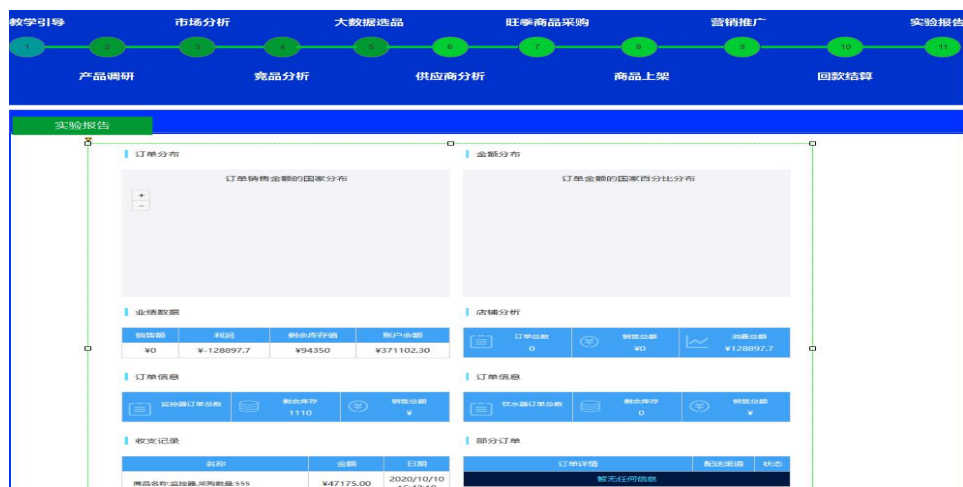 教学引导 市场分析 大数据选品 旺季商品采购 营销推广 实验报告
1 2 3 4 5 6 7 8 9 10 11
产品调研 竞品分析 供应商分析 商品上架 回款结算
实验报告
订单分布 金额分布
订单销售金额的国家分布 订单金额的国家百分比分布
+
−
业绩数据 店铺分析
销售额 利润 剩余库存值 账户余额
¥0 ¥-128897.7 ¥94350 ¥371102.30
订单总数 销售总额 消费总额
0 ¥0 ¥128897.7
订单信息 订单信息
监控器订单总数 剩余库存 销售总额
1110 ¥
饮水器订单总数 剩余库存 销售总额
0 ¥
收支记录 部分订单
名称 金额 日期
订单详情 配送渠道 状态
商品名称:监控器,采购数量:555 ¥47175.00 2020/10/10
暂无任何信息